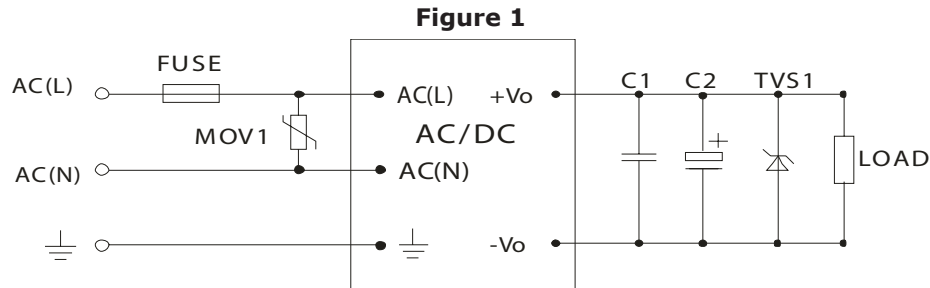 Figure 1
FUSE
AC(L)
MOV1
AC(N)
AC(L)
+Vo
AC/DC
AC(N)
-Vo
C1
C2
TVS1
+
LOAD